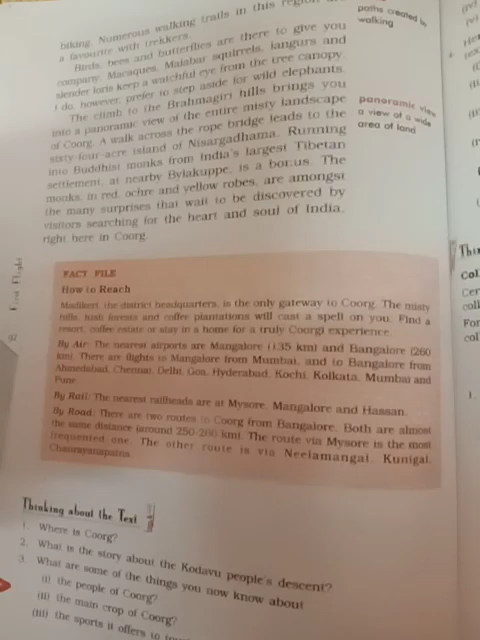 biking. Numerous walking trails in this region are
a favourite with trekkers.
Birds, bees and butterflies are there to give you
company. Macaques, Malabar squirrels, langurs and
slender loris keep a watchful eye from the tree canopy.
I do, however, prefer to step aside for wild elephants.
The climb to the Brahmagiri hills brings you
into a panoramic view of the entire misty landscape
of Coorg. A walk across the rope bridge leads to the
sixty-four-acre island of Nisargadhama. Running
into Buddhist monks from India's largest Tibetan
settlement, at nearby Bylakuppe, is a bonus. The
monks, in red, ochre and yellow robes, are amongst
the many surprises that wait to be discovered by
visitors searching for the heart and soul of India,
right here in Coorg.
paths created by
walking
panoramic view
a view of a wide
area of land
First Flight
92
FACT FILE
How to Reach
Madikeri, the district headquarters, is the only gateway to Coorg. The misty
hills, lush forests and coffee plantations will cast a spell on you. Find a
resort, coffee estate or stay in a home for a truly Coorgi experience.
By Air: The nearest airports are Mangalore (135 km) and Bangalore (260
km). There are flights to Mangalore from Mumbai, and to Bangalore from
Ahmedabad, Chennai, Delhi, Goa, Hyderabad, Kochi, Kolkata, Mumbai and
Pune.
By Rail: The nearest railheads are at Mysore, Mangalore and Hassan.
By Road: There are two routes to Coorg from Bangalore. Both are almost
the same distance (around 250-260 km). The route via Mysore is the most
frequented one. The other route is via Neelamangal, Kunigal,
Channrayapatna.
Thinking about the Text
1. Where is Coorg?
2. What is the story about the Kodavu people's descent?
3. What are some of the things you now know about
(i) the people of Coorg?
(ii) the main crop of Coorg?
(iii) the sports it offers to